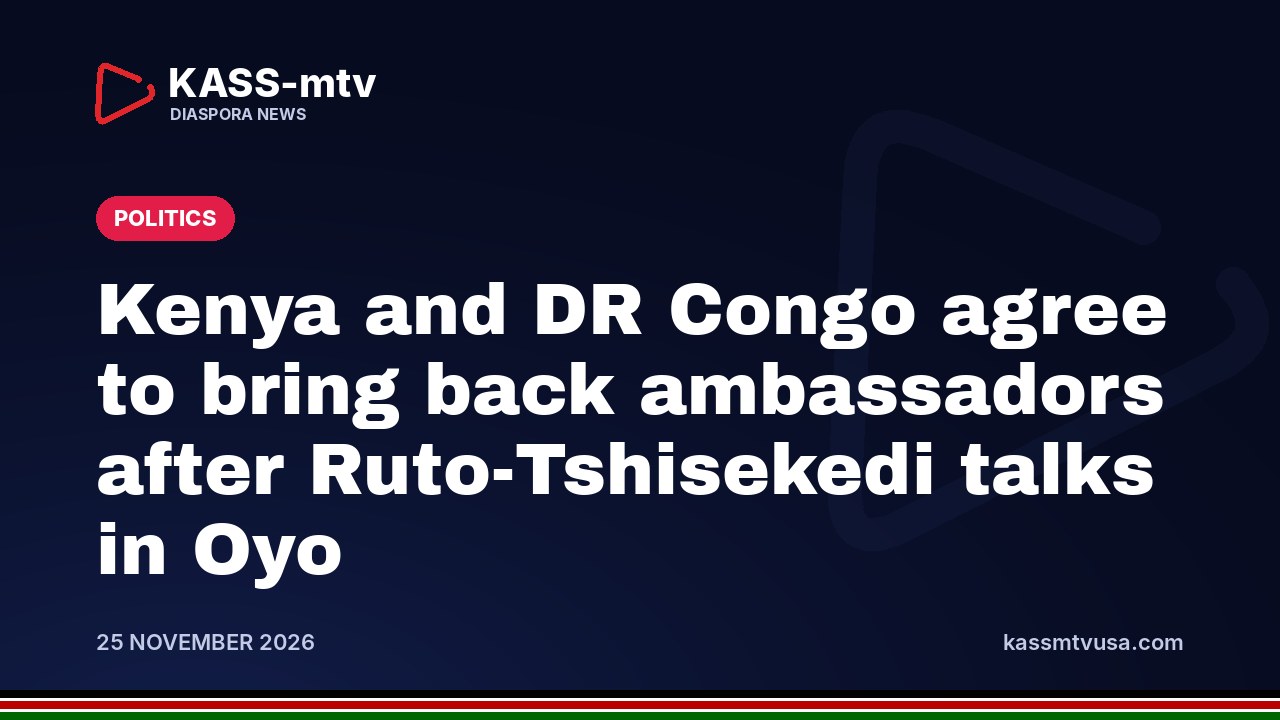 KASS-mtv
DIASPORA NEWS
POLITICS
Kenya and DR Congo agree
to bring back ambassadors
after Ruto-Tshisekedi talks
in Oyo
25 NOVEMBER 2026
kassmtvusa.com